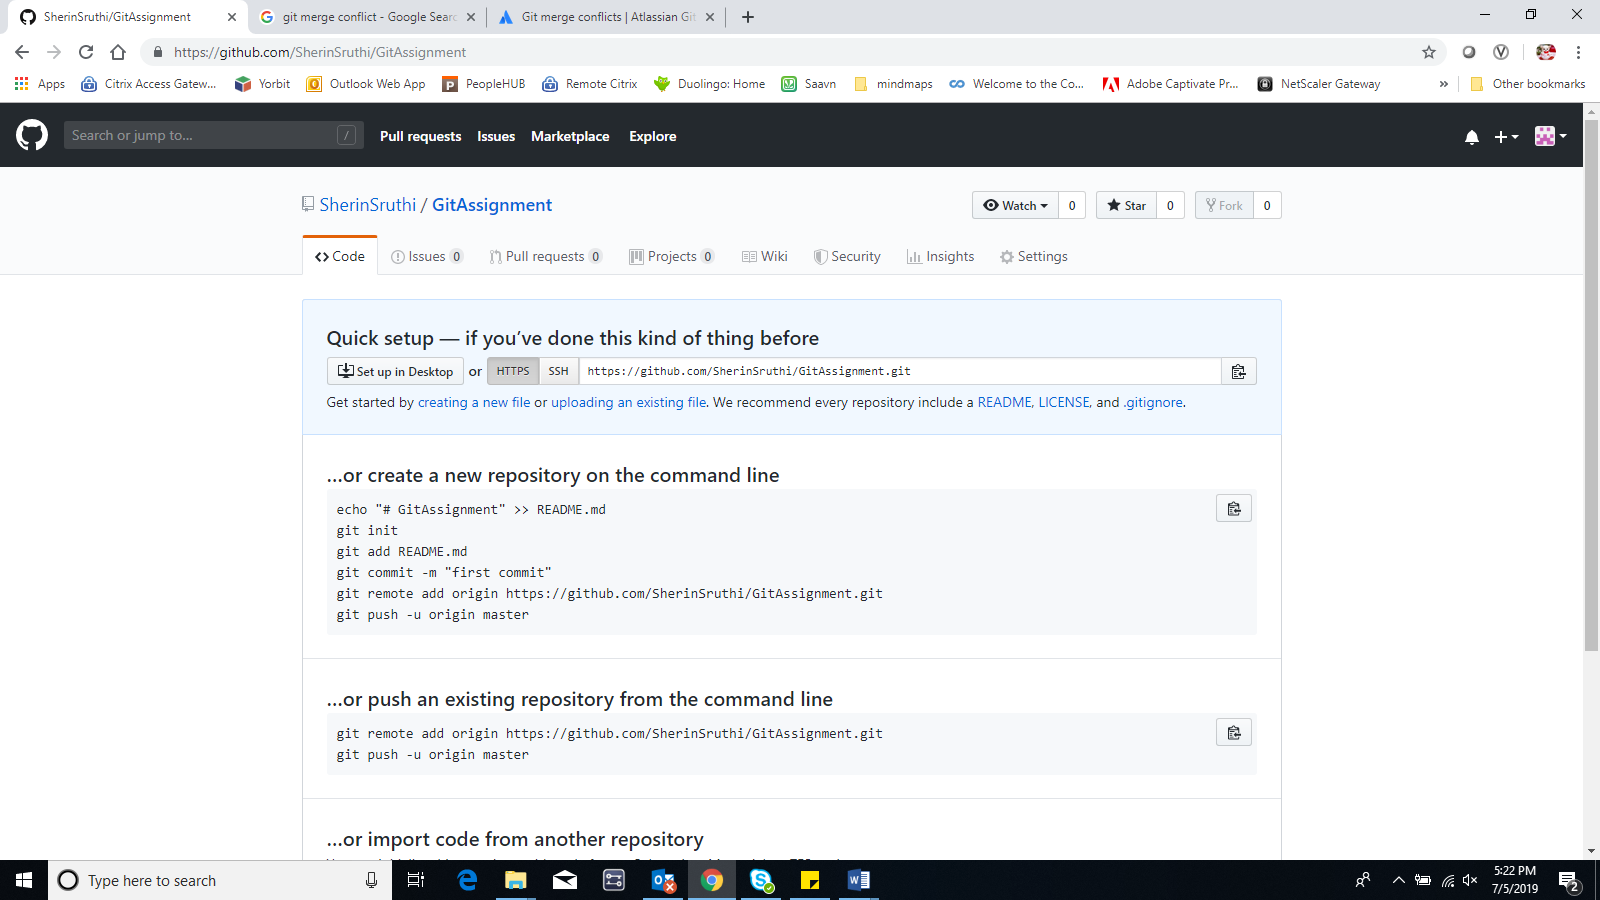 SherinSruthi/GitAssignment
git merge conflict - Google Searc
Git merge conflicts | Atlassian Gi
https://github.com/SherinSruthi/GitAssignment
Apps Citrix Access Gatew... Yorbit Outlook Web App PeopleHUB Remote Citrix Duolingo: Home Saavn mindmaps Welcome to the Co... Adobe Captivate Pr... NetScaler Gateway » Other bookmarks
Search or jump to... / Pull requests Issues Marketplace Explore
SherinSruthi / GitAssignment
Watch 0 Star 0 Fork 0
Code Issues 0 Pull requests 0 Projects 0 Wiki Security Insights Settings
Quick setup — if you’ve done this kind of thing before
Set up in Desktop or HTTPS SSH https://github.com/SherinSruthi/GitAssignment.git
Get started by creating a new file or uploading an existing file. We recommend every repository include a README, LICENSE, and .gitignore.
…or create a new repository on the command line
echo "# GitAssignment" >> README.md
git init
git add README.md
git commit -m "first commit"
git remote add origin https://github.com/SherinSruthi/GitAssignment.git
git push -u origin master
…or push an existing repository from the command line
git remote add origin https://github.com/SherinSruthi/GitAssignment.git
git push -u origin master
…or import code from another repository
Type here to search
5:22 PM
7/5/2019
2